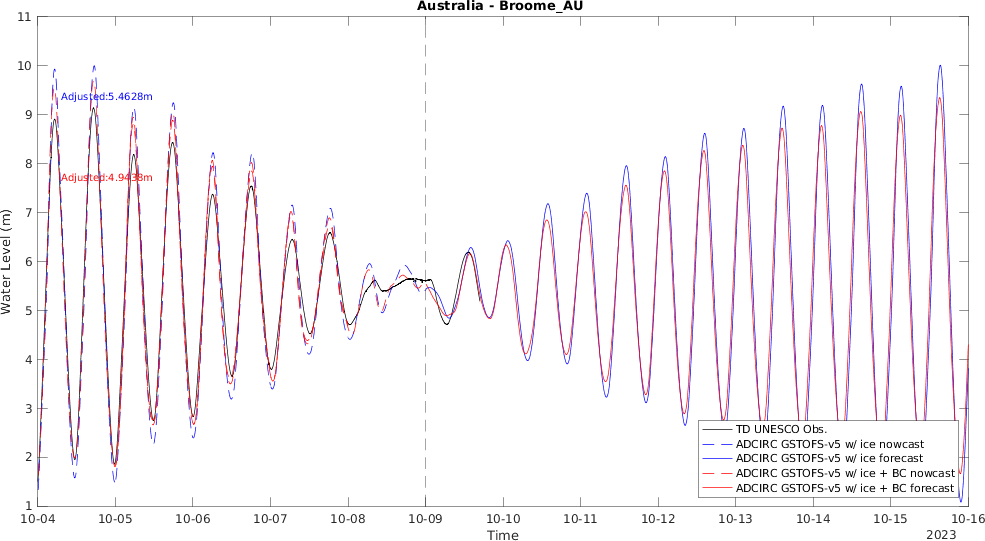 Australia - Broome_AU
11
10
9
8
7
6
5
4
3
2
1
Water Level (m)
Adjusted:5.4628m
Adjusted:4.9438m
TD UNESCO Obs.
ADCIRC GSTOFS-v5 w/ ice nowcast
ADCIRC GSTOFS-v5 w/ ice forecast
ADCIRC GSTOFS-v5 w/ ice + BC nowcast
ADCIRC GSTOFS-v5 w/ ice + BC forecast
10-04 10-05 10-06 10-07 10-08 10-09 10-10 10-11 10-12 10-13 10-14 10-15 10-16
Time
2023